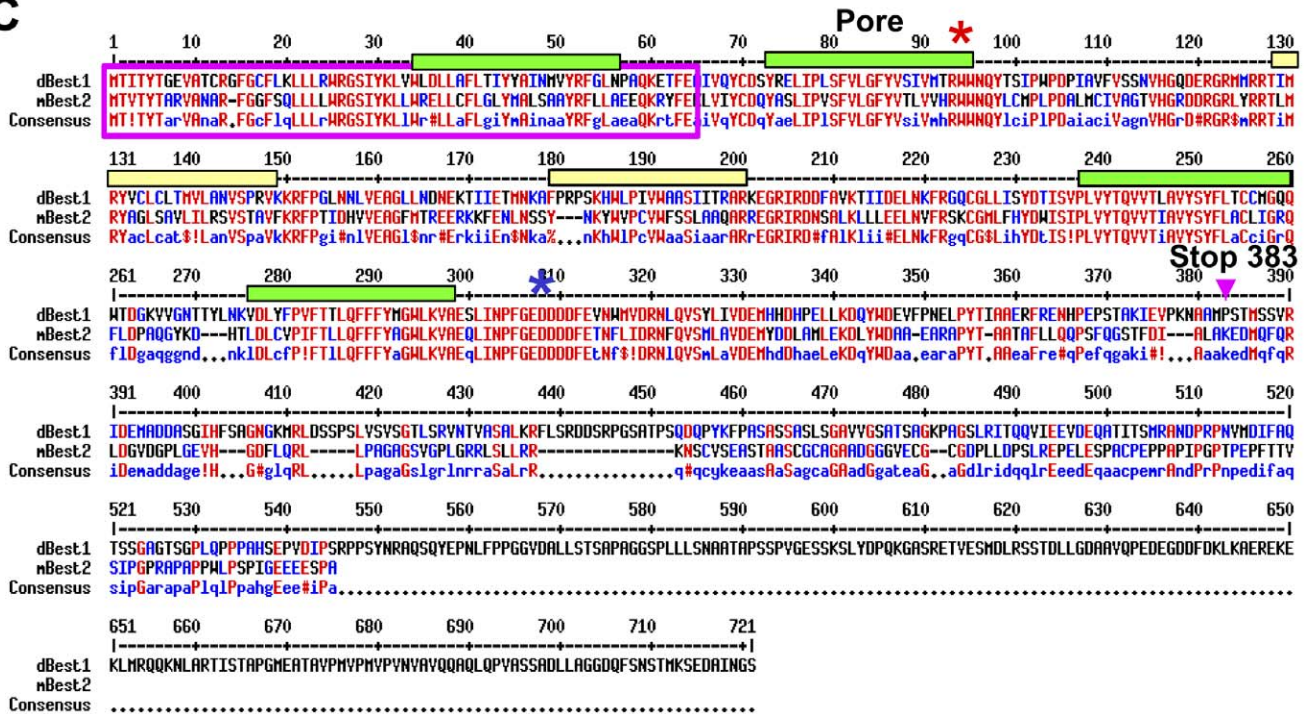 C
Pore
*
1 10 20 30 40 50 60 70 80 90 100 110 120 130
dBest1 MTITYTGEVATCRGFGCFLKLLLRWRGSIYKLVWLDLLAFLTIYYAINMVYRFGLNPAQKETFEAIVQYCDSYRELIPLSFVLGFYVSIVMTRWWNQYTSIPWPDPIAVFVSSNVHGQDERGRMMRRTIM
mBest2 MTVTYTARVANAR-FGGFSQLLLLWRGSIYKLLWRELLCFLGLYMALSAAYRFLLAEEQKRYFEKLVIYCDQYASLIPVSFVLGFYVTLVVHRWWNQYLCMPLPDALMCIVAGTVHGRDDRGRLYRRTLM
Consensus MT!TYTarVAnaR.FGcFlqLLLrWRGSIYKLlWr#LLaFLgiYmAinaaYRFgLaeaQKrtFEaiVqYCDqYaeLIPlSFVLGFYVsiVmhRWWNQYlciPlPDaiacivagnVHGrD#RGR$mRRTiM
131 140 150 160 170 180 190 200 210 220 230 240 250 260
dBest1 RYVCLCLTMVLANVSPRVKKRFPGLNNLVEAGLLNDNEKTIIETMNKAFPRPSKHWLPIVWAASIITRARKEGRIRDDFAVKTIIDELNKFRGQCGLLISYDTISVPLVYTQVVTLAVYSYFLTCCMGQQ
mBest2 RYAGLSAVLILRSVSTAVFKRFPTIDHVVEAGFMTREERKKFENLNSSY---NKYWVPCVWFSSLAAQARREGRIRDNSALKLLLEELNVFRSKCGMLFHYDWISIPLVYTQVVTIAVYSYFLACLIGRQ
Consensus RYacLcat$!LanVSpaVkKRFPgi#nlVEAGl$nr#ErkiiEn$Nka%...nKhWlPcVWaaSiaarARrEGRIRD#fAlKlii#ELNkFRgqCG$LihYDtIS!PLVYTQVVTiAVYSYFLaCciGrQ
Stop 383
*
261 270 280 290 300 310 320 330 340 350 360 370 380 390
dBest1 WTDGKVVGNTTYLNKVDLYFPVFTTLQFFFYMGWLKVAESLINPFGEDDDDFEVNWMVDRNLQVSYLIVDEMHHDHPELLKDQYWDEVFPNELPYTIAAERFRENHPEPSTAKIEVPKNAAMPSTMSSVR
mBest2 FLDPAQGYKD---HTLDLCVPIFTLLQFFFYAGWLKVAEQLINPFGEDDDDFETNFLIDRNFQVSMLAVDEMYDDLAMLEKDLYWDAA-EARAPYT-AATAFLLQQPSFQGSTFDI---ALAKEDMQFQR
Consensus flDgaqggnd...nklDLcfP!FTlLQFFFYaGWLKVAEqLINPFGEDDDDFEtNf$!DRNlQVSmLaVDEMhdDhaeLeKDqYWDaa.earaPYT.AAeaFre#qPefqgaki#!...AaakedMqfqR
391 400 410 420 430 440 450 460 470 480 490 500 510 520
dBest1 IDEMADDASGIHFSAGNGKMRLDSSPSLVSVSGTLSRVNTVASALKRFLSRDDSRPGSATPSQDQPYKFPASASSASLSGAVVGSATSAGKPAGSLRITQQVIEEVDEQATITSMRANDPRPNVMDIFAQ
mBest2 LDGVDGPLGEVH---GDFLQRL----LPAGAGSVGPLGRRLSLLRR---------------KNSCVSEASTAASCGCAGAADGGGVECG--CGDPLLDPSLREPELESPACPEPPAPIPGPTPEPFTTV
Consensus iDemaddage!H...G#glqRL....LpagaGslgrlnrraSaLrR...............q#qcykeaasAaSagcaGAadGgateaG..aGdlridqqlrEeedEqaacpemrAndPrPnpedifaq
521 530 540 550 560 570 580 590 600 610 620 630 640 650
dBest1 TSSGAGTSGPLQPPPAHSEPVDIPSRPPSYNRAQSQYEPNLFPPGGVDALLSTSAPAGGSPLLLSNAATAPSSPVGESSKSLYDPQKGASRETVESMDLRSSTDLLGDAAVQPEDEGDDFDKLKAEREKE
mBest2 SIPGPRAPAPPWLPSPIGEEEESPA
Consensus sipGarapaPlqlPpahgEee#iPa.........................................................................................................
651 660 670 680 690 700 710 721
dBest1 KLMRQQKNLARTISTAPGMEATAVPMVPMVPVNVAVQQAQLQPVASSADLLAGGDQFSNSTMKSEDAINGS
mBest2
Consensus .......................................................................